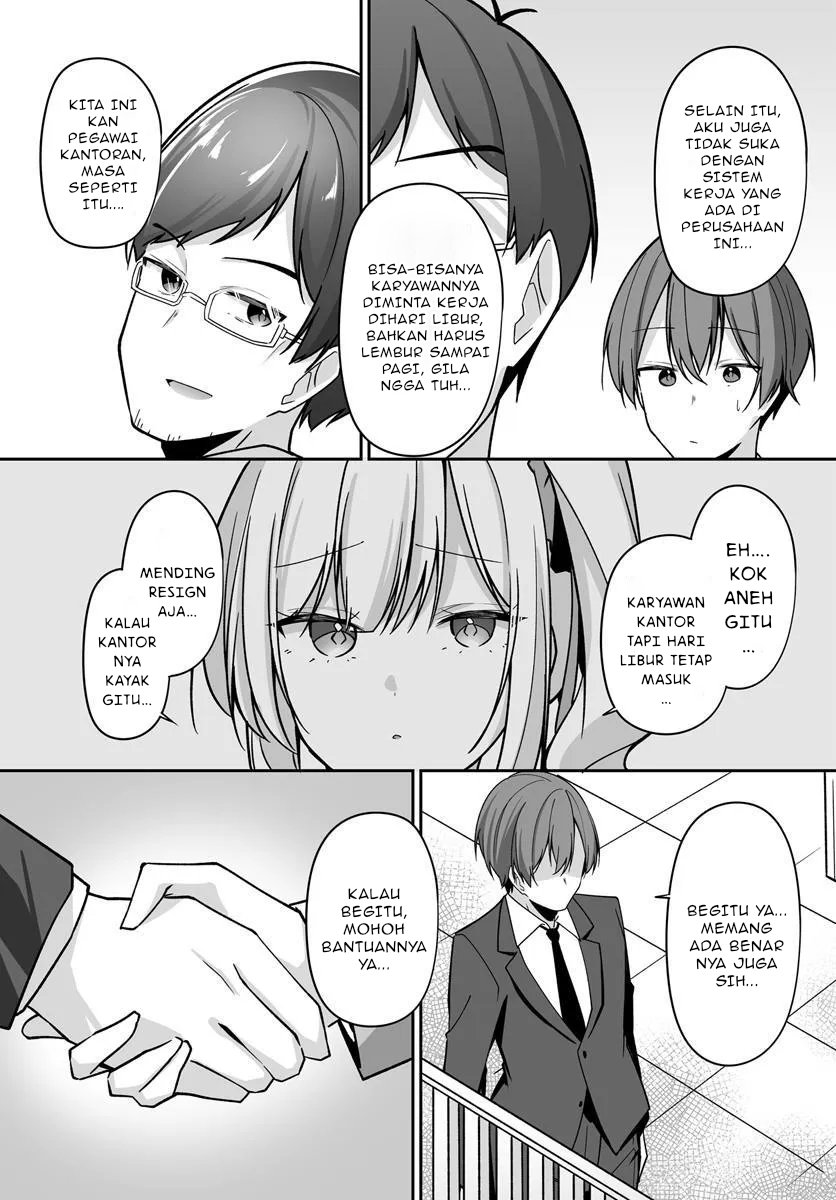 SELAIN ITU,
AKU JUGA
TIDAK SUKA
DENGAN
SISTEM
KERJA YANG
ADA DI
PERUSAHAAN
INI...
BISA-BISANYA
KARYAWANNYA
DIMINTA KERJA
DIHARI LIBUR,
BAHKAN HARUS
LEMBUR SAMPAI
PAGI, GILA
NGGA TUH...
KITA INI
KAN
PEGAWAI
KANTORAN,
MASA
SEPERTI
ITU....
EH....
KOK
ANEH
GITU
...
KARYAWAN
KANTOR
TAPI HARI
LIBUR TETAP
MASUK
...
MENDING
RESIGN
AJA...
KALAU
KANTOR
NYA
KAYAK
GITU...
BEGITU YA...
MEMANG
ADA BENAR
NYA JUGA
SIH...
KALAU
BEGITU,
MOHOH
BANTUANNYA
YA...